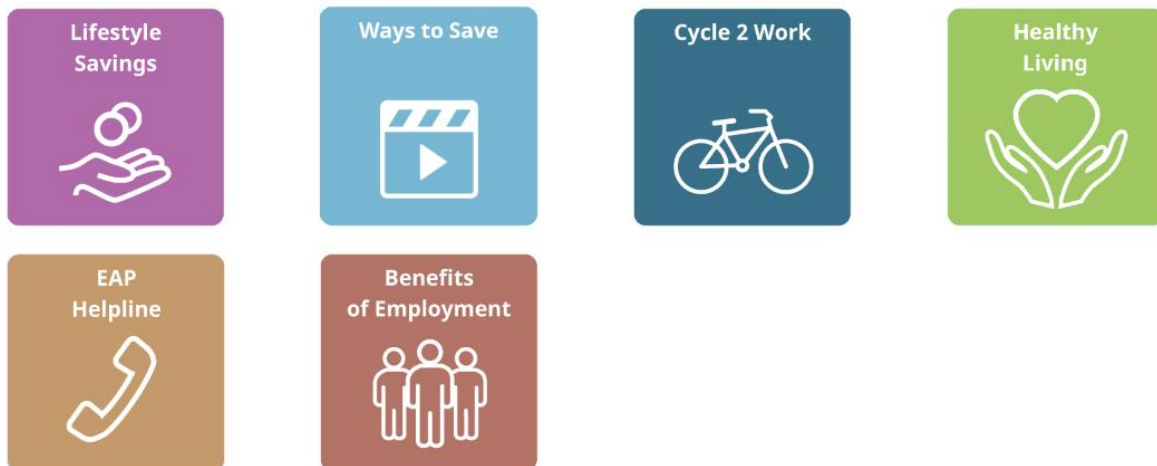 Lifestyle
Savings
Ways to Save
Cycle 2 Work
Healthy
Living
EAP
Helpline
Benefits
of Employment